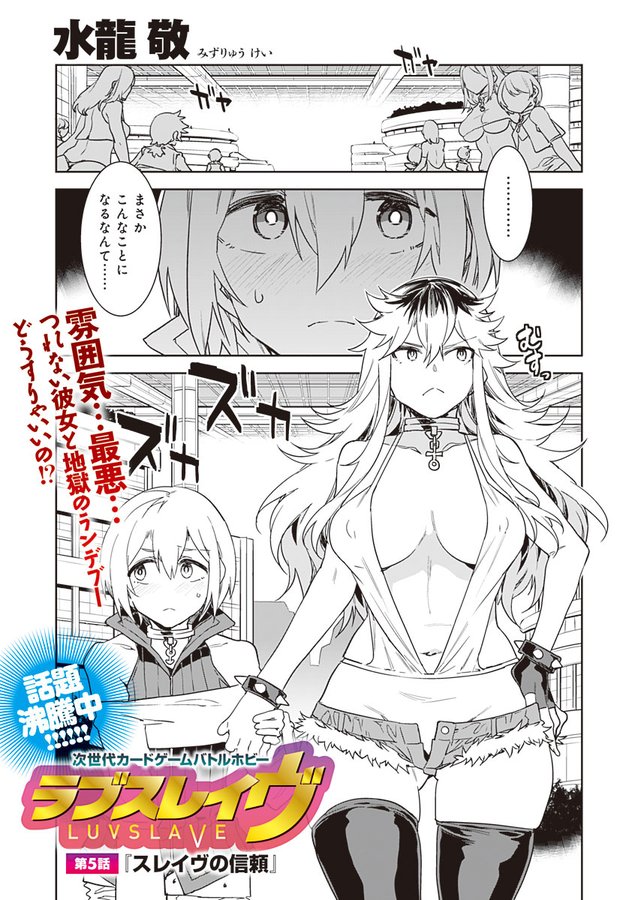 水龍 敬
みずりゅう けい
ガヤ
ガヤ
…………
まさか
こんなことに
なるなんて……
むすっ
ズカ
ズカ
雰囲気…最悪…
つれない彼女と地獄のランデブー
どうすりゃいいの!?
話題
沸騰中
!!!!!!
次世代カードゲームバトルホビー
ラブスレイヴ
LUVSLAVE
第5話
『スレイヴの信頼』